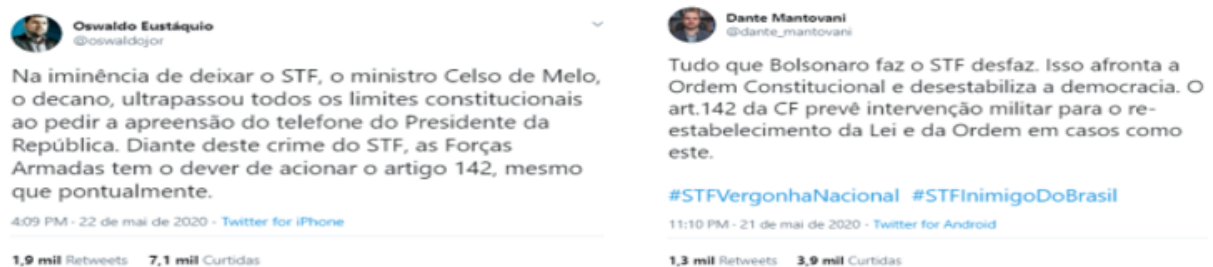 Oswaldo Eustáquio
@oswaldojor
Na iminência de deixar o STF, o ministro Celso de Melo,
o decano, ultrapassou todos os limites constitucionais
ao pedir a apreensão do telefone do Presidente da
República. Diante deste crime do STF, as Forças
Armadas tem o dever de acionar o artigo 142, mesmo
que pontualmente.
4:09 PM · 22 de mai de 2020 · Twitter for iPhone
1,9 mil Retweets 7,1 mil Curtidas
Dante Mantovani
@dante_mantovani
Tudo que Bolsonaro faz o STF desfaz. Isso afronta a
Ordem Constitucional e desestabiliza a democracia. O
art.142 da CF prevê intervenção militar para o re-
estabelecimento da Lei e da Ordem em casos como
este.
#STFVergonhaNacional #STFInimigoDoBrasil
11:10 PM · 21 de mai de 2020 · Twitter for Android
1,3 mil Retweets 3,9 mil Curtidas